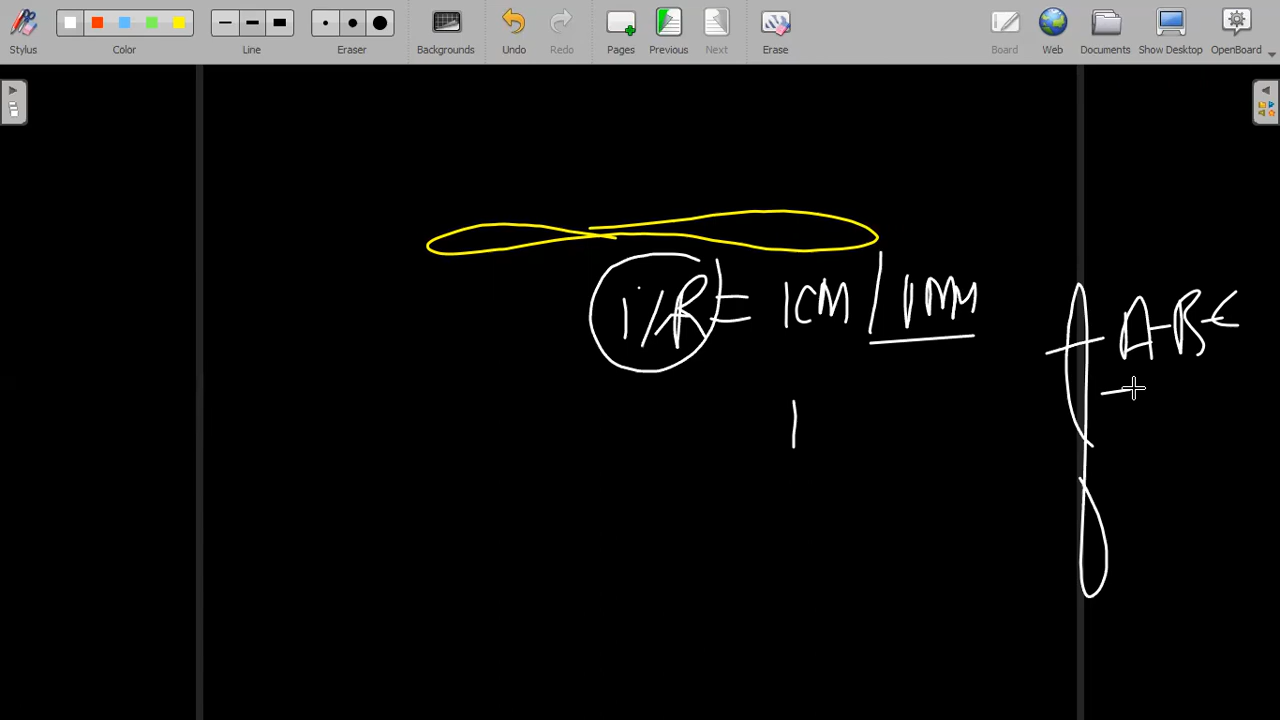 Stylus Color Line Eraser Backgrounds Undo Redo Pages Previous Next Erase Board Web Documents Show Desktop OpenBoard
i/R = 1CM / 1MM
A-B-C
1